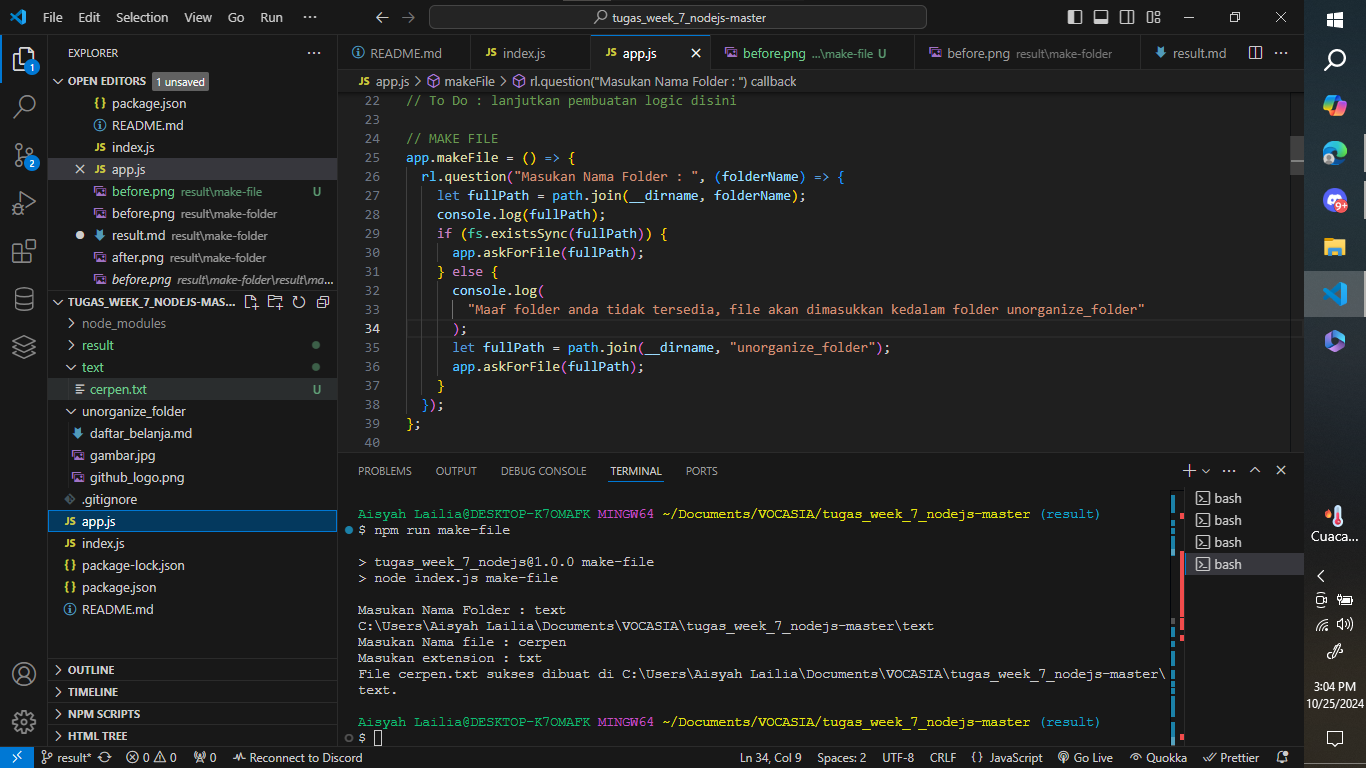 File Edit Selection View Go Run ···
tugas_week_7_nodejs-master
EXPLORER
OPEN EDITORS 1 unsaved
package.json
README.md
index.js
app.js
before.png result\make-file U
before.png result\make-folder
result.md result\make-folder
after.png result\make-folder
before.png result\make-folder\result\ma...
TUGAS_WEEK_7_NODEJS-MAS...
node_modules
result
text
cerpen.txt U
unorganize_folder
daftar_belanja.md
gambar.jpg
github_logo.png
.gitignore
app.js
index.js
package-lock.json
package.json
README.md
OUTLINE
TIMELINE
NPM SCRIPTS
HTML TREE
README.md index.js app.js before.png ...\make-file U before.png result\make-folder result.md
app.js > makeFile > rl.question("Masukan Nama Folder : ") callback
22 // To Do : lanjutkan pembuatan logic disini
23
24 // MAKE FILE
25 app.makeFile = () => {
26 rl.question("Masukan Nama Folder : ", (folderName) => {
27 let fullPath = path.join(__dirname, folderName);
28 console.log(fullPath);
29 if (fs.existsSync(fullPath)) {
30 app.askForFile(fullPath);
31 } else {
32 console.log(
33 "Maaf folder anda tidak tersedia, file akan dimasukkan kedalam folder unorganize_folder"
34 );
35 let fullPath = path.join(__dirname, "unorganize_folder");
36 app.askForFile(fullPath);
37 }
38 });
39 };
40
PROBLEMS OUTPUT DEBUG CONSOLE TERMINAL PORTS
Aisyah Lailia@DESKTOP-K7OMAFK MINGW64 ~/Documents/VOCASIA/tugas_week_7_nodejs-master (result)
$ npm run make-file
> tugas_week_7_nodejs@1.0.0 make-file
> node index.js make-file
Masukan Nama Folder : text
C:\Users\Aisyah Lailia\Documents\VOCASIA\tugas_week_7_nodejs-master\text
Masukan Nama file : cerpen
Masukan extension : txt
File cerpen.txt sukses dibuat di C:\Users\Aisyah Lailia\Documents\VOCASIA\tugas_week_7_nodejs-master\
text.
Aisyah Lailia@DESKTOP-K7OMAFK MINGW64 ~/Documents/VOCASIA/tugas_week_7_nodejs-master (result)
$
bash
bash
bash
bash
1
2
9+
Cuaca...
3:04 PM
10/25/2024
result* 0 0 0 Reconnect to Discord Ln 34, Col 9 Spaces: 2 UTF-8 CRLF {} JavaScript Go Live Quokka Prettier